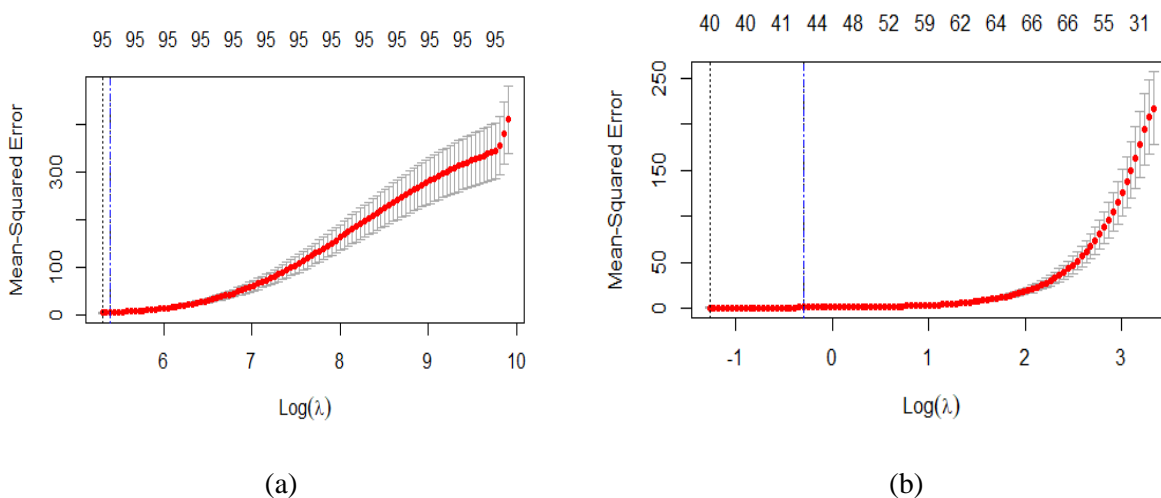 95 95 95 95 95 95 95 95 95 95 95
Mean-Squared Error
0 100 300
6 7 8 9 10
Log(λ)
(a)
40 40 41 44 48 52 59 62 64 66 66 55 31
Mean-Squared Error
0 50 150 250
-1 0 1 2 3
Log(λ)
(b)